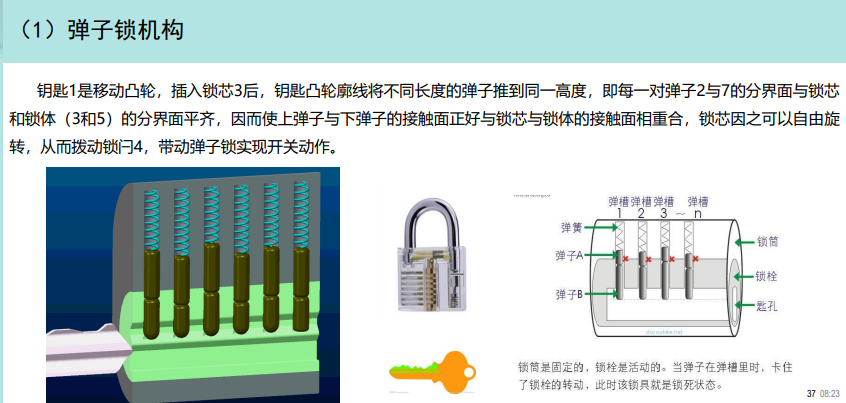 （1）弹子锁机构
钥匙1是移动凸轮，插入锁芯3后，钥匙凸轮廓线将不同长度的弹子推到同一高度，即每一对弹子2与7的分界面与锁芯
和锁体（3和5）的分界面平齐，因而使上弹子与下弹子的接触面正好与锁芯与锁体的接触面相重合，锁芯因之可以自由旋
转，从而拨动锁闩4，带动弹子锁实现开关动作。
弹槽 弹槽 弹槽 弹槽
1 2 3 ～ n
弹簧
锁筒
弹子A
锁栓
弹子B
匙孔
锁筒是固定的，锁栓是活动的。当弹子在弹槽里时，卡住
了锁栓的转动，此时该锁具就是锁死状态。
37 08:23